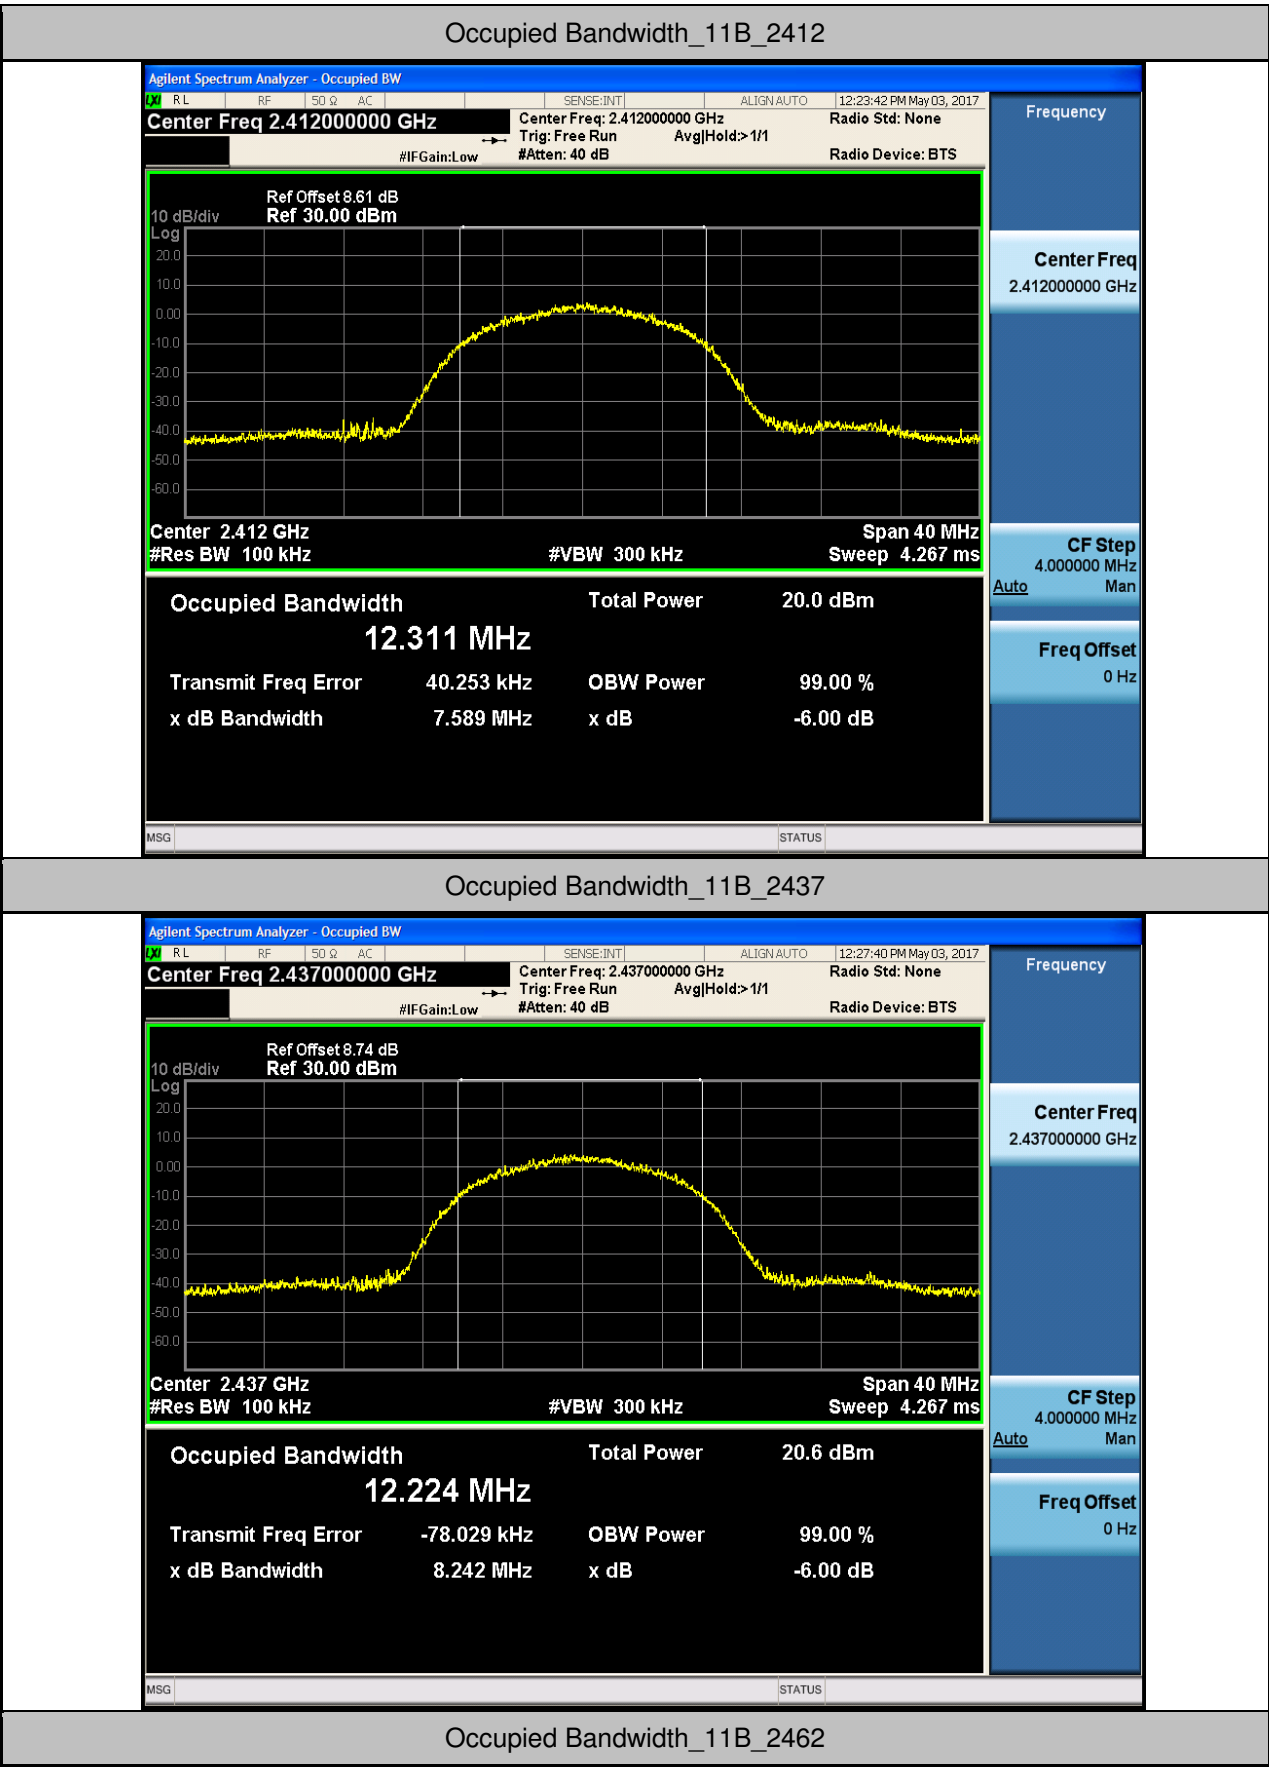 Occupied Bandwidth_11B_2412
Agilent Spectrum Analyzer - Occupied BW
LXI RL RF 50 Ω AC SENSE:INT ALIGN AUTO 12:23:42 PM May 03, 2017
Center Freq 2.412000000 GHz
Center Freq: 2.412000000 GHz
Radio Std: None
Trig: Free Run Avg|Hold:>1/1
#IFGain:Low #Atten: 40 dB Radio Device: BTS
Frequency
Ref Offset 8.61 dB
10 dB/div Ref 30.00 dBm
Log
20.0
10.0
0.00
-10.0
-20.0
-30.0
-40.0
-50.0
-60.0
Center 2.412 GHz Span 40 MHz
#Res BW 100 kHz #VBW 300 kHz Sweep 4.267 ms
Center Freq
2.412000000 GHz
CF Step
4.000000 MHz
Auto Man
Freq Offset
0 Hz
Occupied Bandwidth Total Power 20.0 dBm
12.311 MHz
Transmit Freq Error 40.253 kHz OBW Power 99.00 %
x dB Bandwidth 7.589 MHz x dB -6.00 dB
MSG STATUS
Occupied Bandwidth_11B_2437
Agilent Spectrum Analyzer - Occupied BW
LXI RL RF 50 Ω AC SENSE:INT ALIGN AUTO 12:27:40 PM May 03, 2017
Center Freq 2.437000000 GHz
Center Freq: 2.437000000 GHz
Radio Std: None
Trig: Free Run Avg|Hold:>1/1
#IFGain:Low #Atten: 40 dB Radio Device: BTS
Frequency
Ref Offset 8.74 dB
10 dB/div Ref 30.00 dBm
Log
20.0
10.0
0.00
-10.0
-20.0
-30.0
-40.0
-50.0
-60.0
Center 2.437 GHz Span 40 MHz
#Res BW 100 kHz #VBW 300 kHz Sweep 4.267 ms
Center Freq
2.437000000 GHz
CF Step
4.000000 MHz
Auto Man
Freq Offset
0 Hz
Occupied Bandwidth Total Power 20.6 dBm
12.224 MHz
Transmit Freq Error -78.029 kHz OBW Power 99.00 %
x dB Bandwidth 8.242 MHz x dB -6.00 dB
MSG STATUS
Occupied Bandwidth_11B_2462